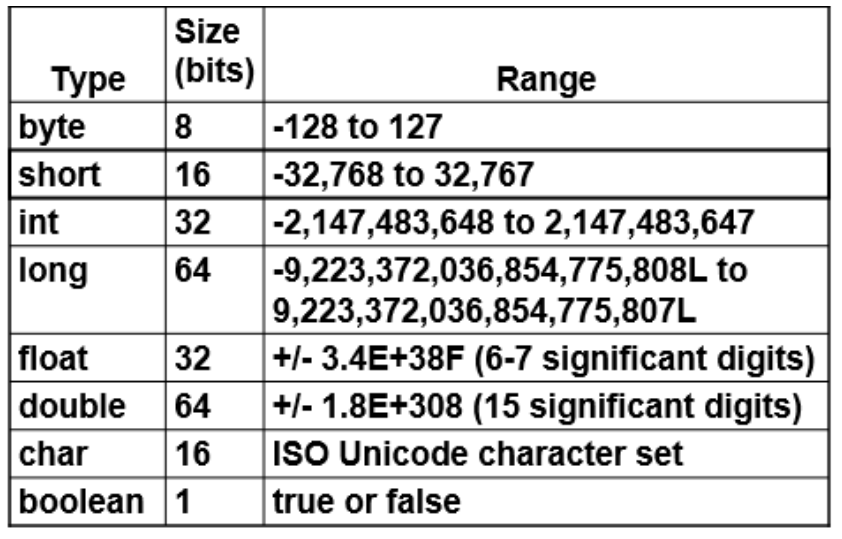 Type Size (bits) Range
byte 8 -128 to 127
short 16 -32,768 to 32,767
int 32 -2,147,483,648 to 2,147,483,647
long 64 -9,223,372,036,854,775,808L to
9,223,372,036,854,775,807L
float 32 +/- 3.4E+38F (6-7 significant digits)
double 64 +/- 1.8E+308 (15 significant digits)
char 16 ISO Unicode character set
boolean 1 true or false